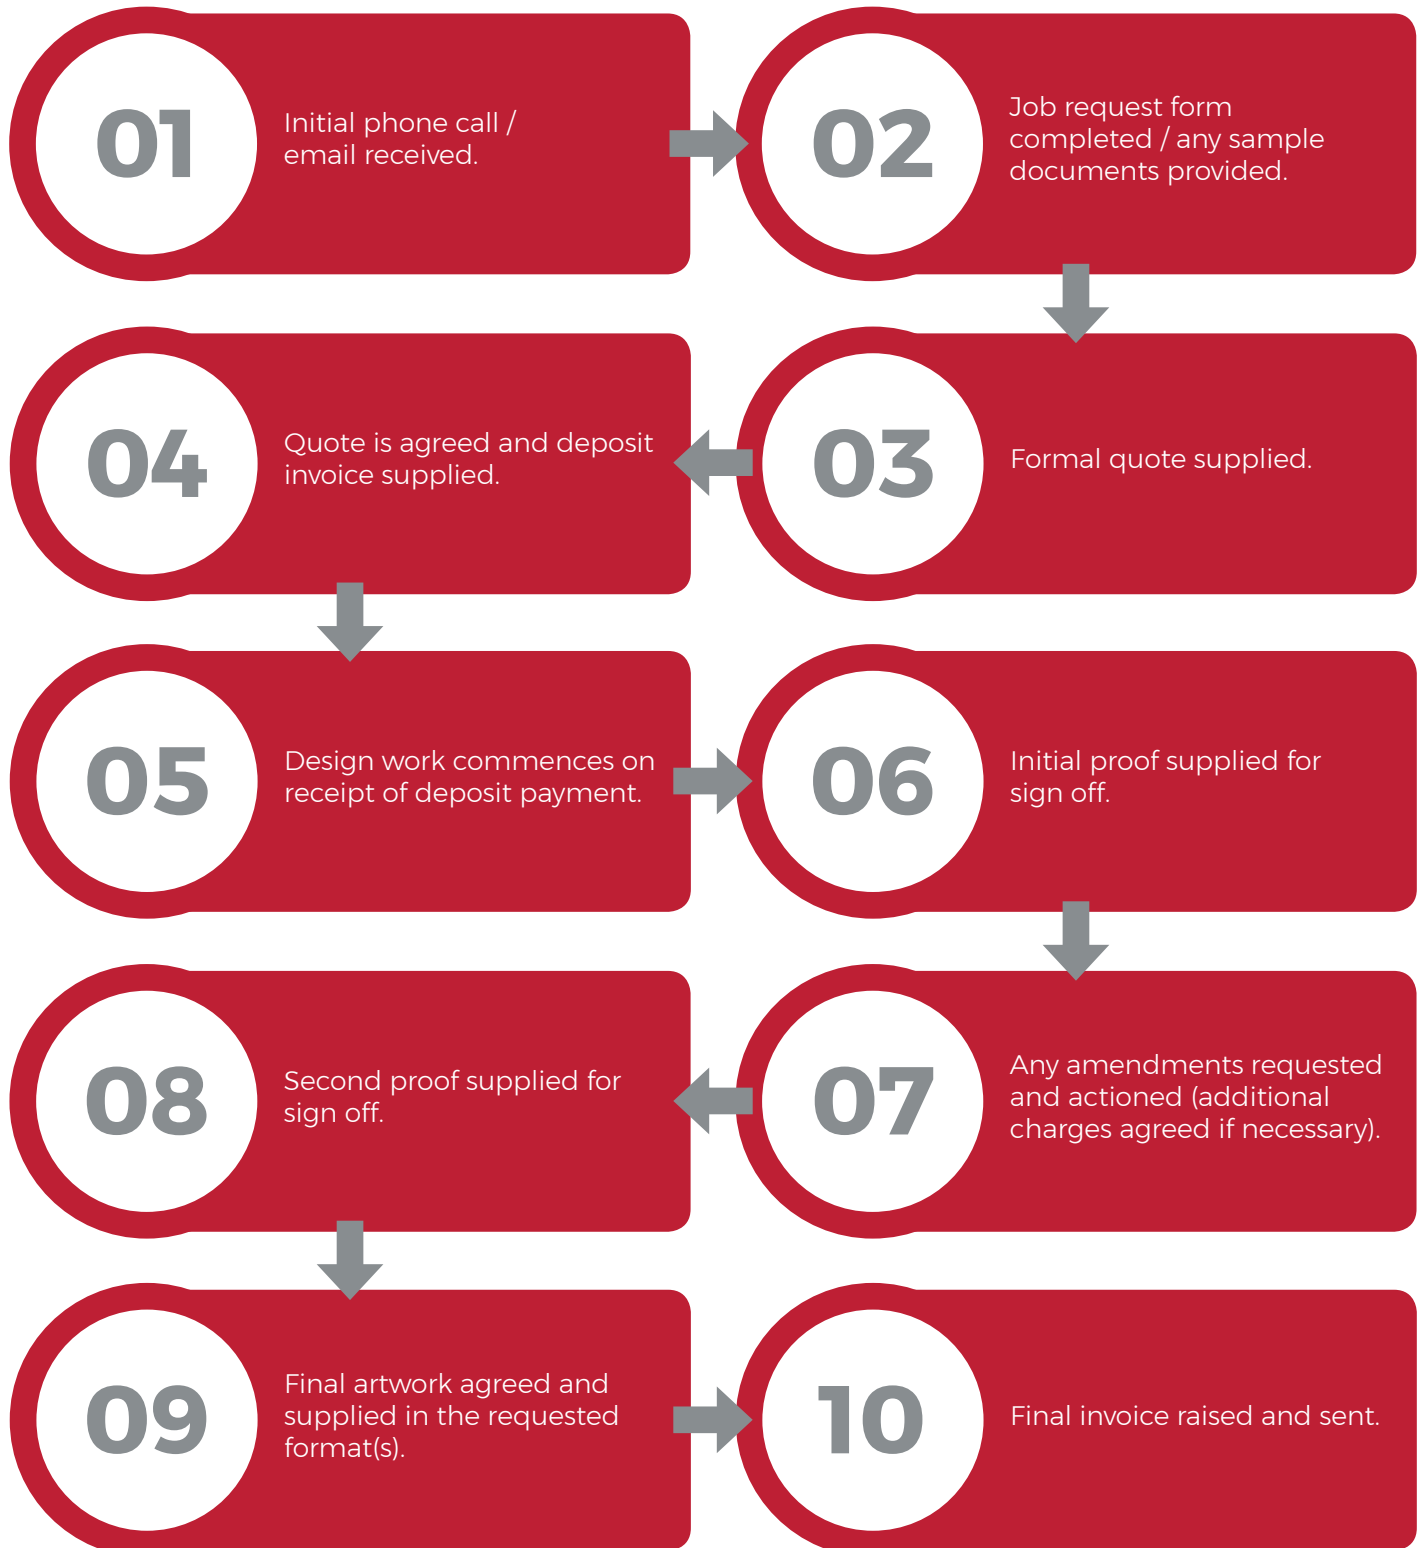 01
Initial phone call /
email received.
02
Job request form
completed / any sample
documents provided.
03
Formal quote supplied.
04
Quote is agreed and deposit
invoice supplied.
05
Design work commences on
receipt of deposit payment.
06
Initial proof supplied for
sign off.
07
Any amendments requested
and actioned (additional
charges agreed if necessary).
08
Second proof supplied for
sign off.
09
Final artwork agreed and
supplied in the requested
format(s).
10
Final invoice raised and sent.